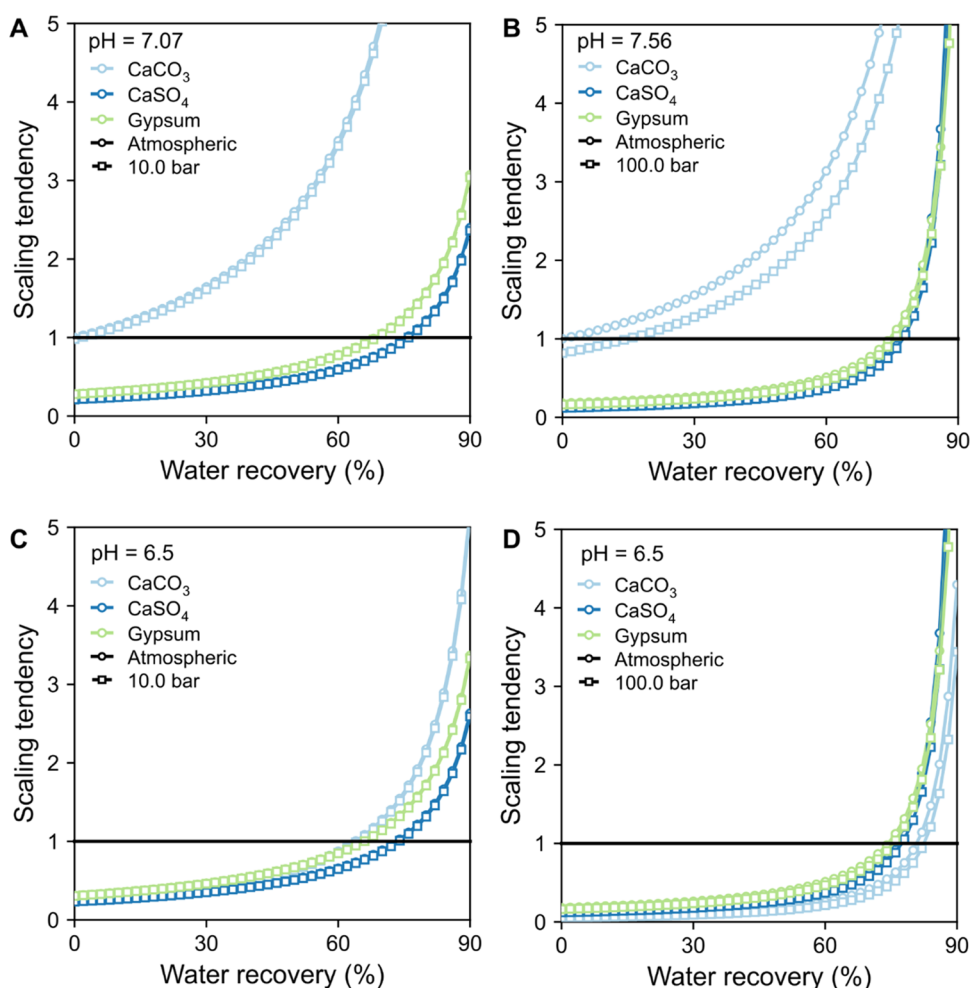 A
pH = 7.07
CaCO3
CaSO4
Gypsum
Atmospheric
10.0 bar
Scaling tendency
5
4
3
2
1
0
0 30 60 90
Water recovery (%)
B
pH = 7.56
CaCO3
CaSO4
Gypsum
Atmospheric
100.0 bar
Scaling tendency
5
4
3
2
1
0
0 30 60 90
Water recovery (%)
C
pH = 6.5
CaCO3
CaSO4
Gypsum
Atmospheric
10.0 bar
Scaling tendency
5
4
3
2
1
0
0 30 60 90
Water recovery (%)
D
pH = 6.5
CaCO3
CaSO4
Gypsum
Atmospheric
100.0 bar
Scaling tendency
5
4
3
2
1
0
0 30 60 90
Water recovery (%)